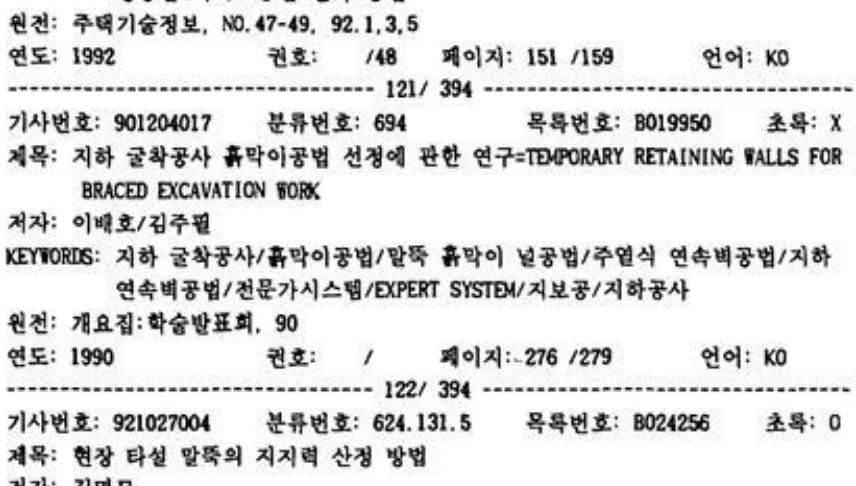 원전: 주택기술정보, NO.47-49, 92.1,3,5
연도: 1992 권호: /48 페이지: 151 /159 언어: KO
--------------------------------- 121/ 394 ---------------------------------
기사번호: 901204017 분류번호: 694 목록번호: B019950 초록: X
제목: 지하 굴착공사 흙막이공법 선정에 관한 연구=TEMPORARY RETAINING WALLS FOR
BRACED EXCAVATION WORK
저자: 이배호/김주필
KEYWORDS: 지하 굴착공사/흙막이공법/말뚝 흙막이 널공법/주열식 연속벽공법/지하
연속벽공법/전문가시스템/EXPERT SYSTEM/지보공/지하공사
원전: 개요집:학술발표회, 90
연도: 1990 권호: / 페이지: 276 /279 언어: KO
--------------------------------- 122/ 394 ---------------------------------
기사번호: 921027004 분류번호: 624.131.5 목록번호: B024256 초록: O
제목: 현장 타설 말뚝의 지지력 산정 방법